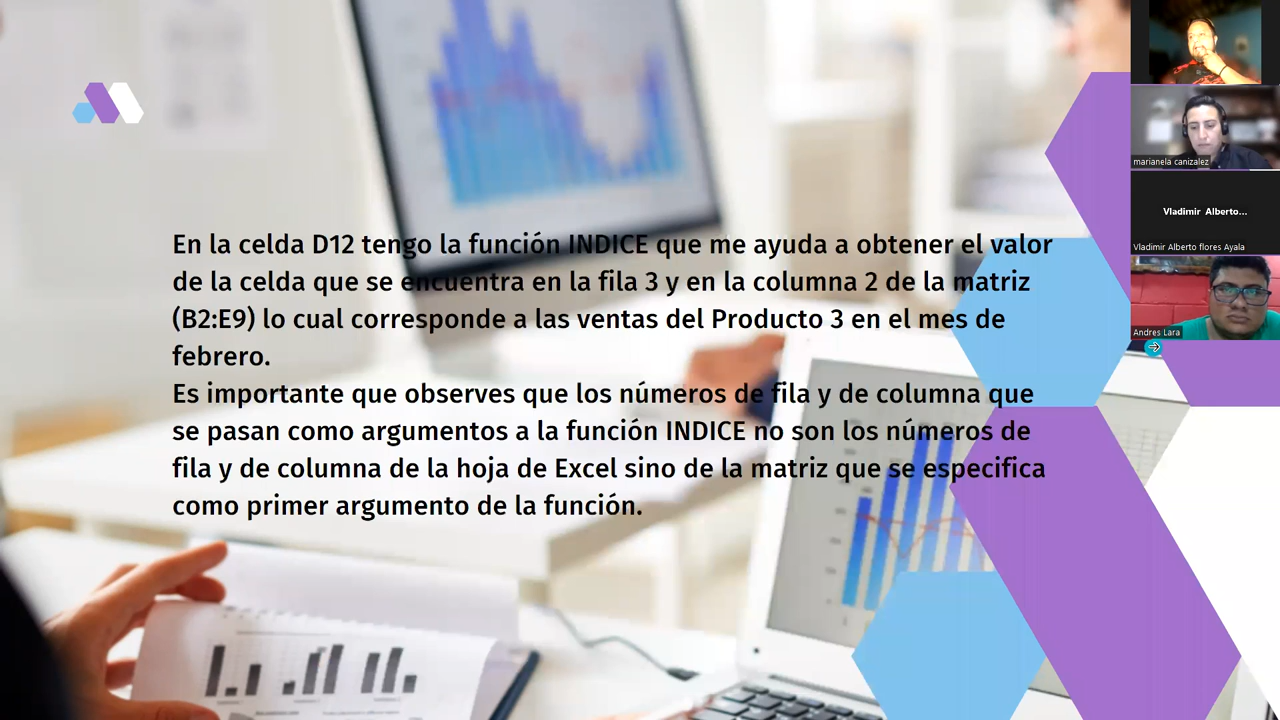 En la celda D12 tengo la función INDICE que me ayuda a obtener el valor
de la celda que se encuentra en la fila 3 y en la columna 2 de la matriz
(B2:E9) lo cual corresponde a las ventas del Producto 3 en el mes de
febrero.
Es importante que observes que los números de fila y de columna que
se pasan como argumentos a la función INDICE no son los números de
fila y de columna de la hoja de Excel sino de la matriz que se especifica
como primer argumento de la función.
marianela canizalez
Vladimir Alberto...
Vladimir Alberto flores Ayala
Andres Lara